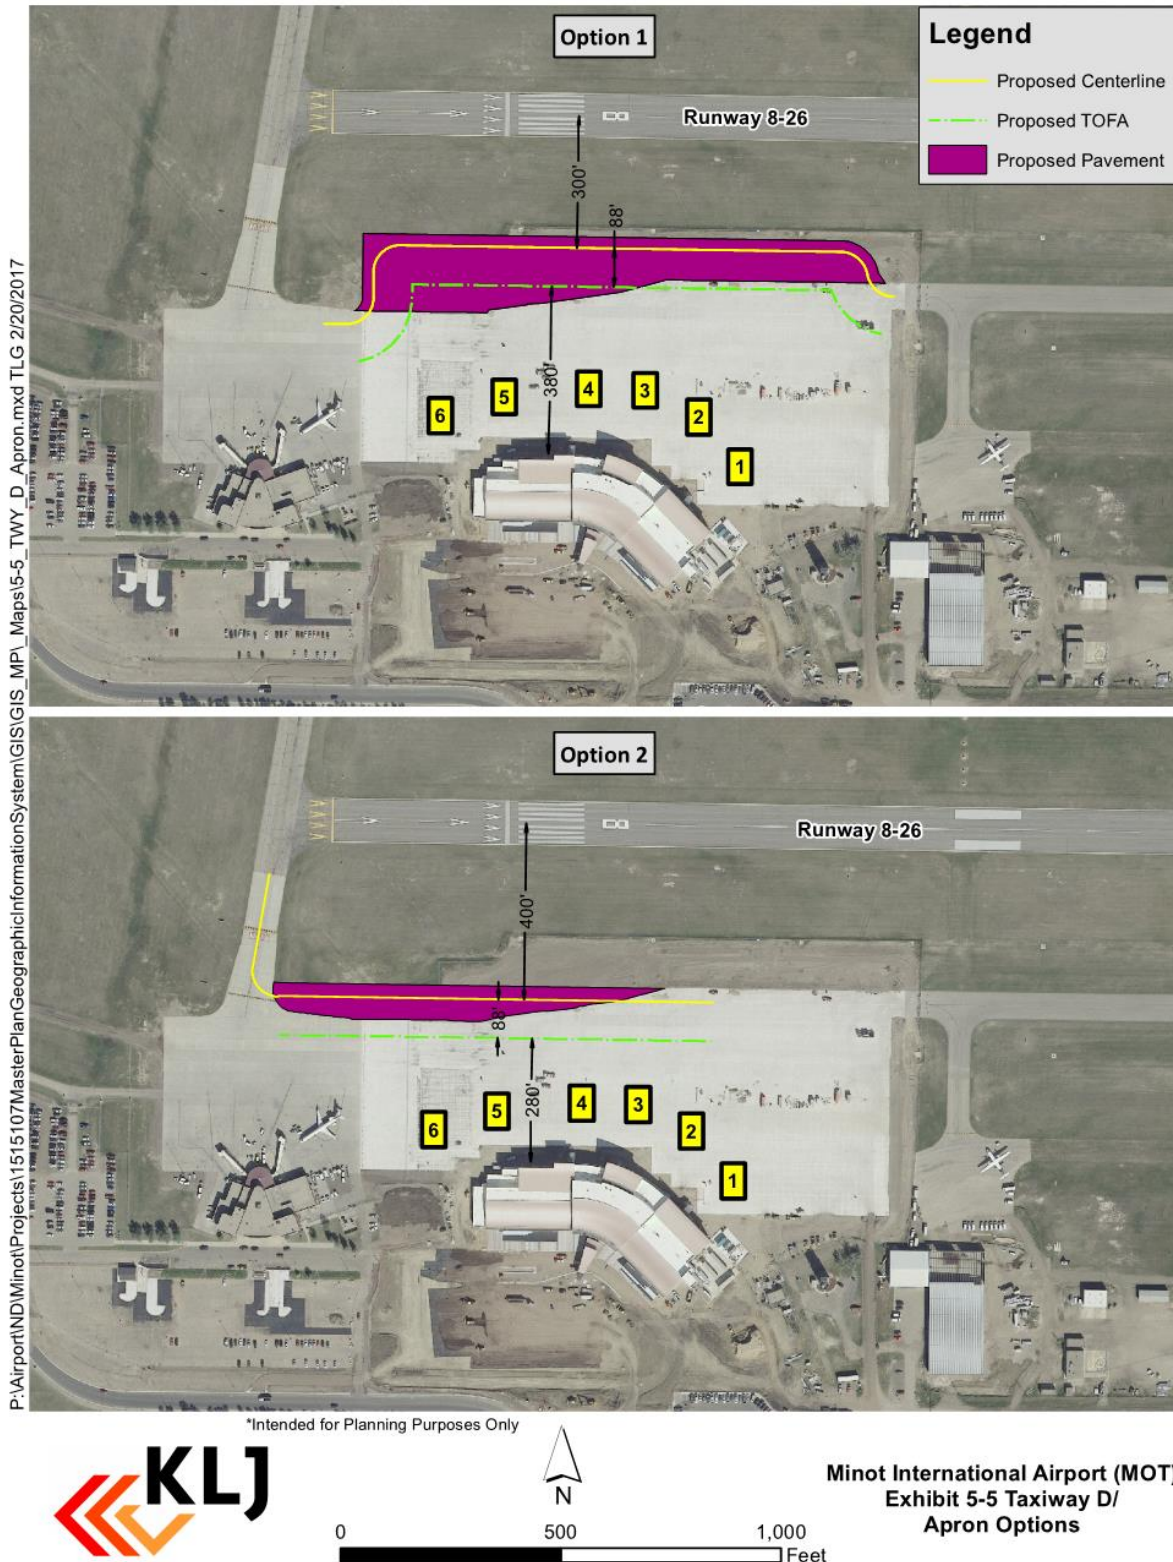 Option 1
Legend
Proposed Centerline
Proposed TOFA
Proposed Pavement
Runway 8-26
8
300'
88'
380'
6
5
4
3
2
1
Option 2
Runway 8-26
8
400'
88'
280'
6
5
4
3
2
1
P:\Airport\ND\Minot\Projects\1515107MasterPlanGeographicInformationSystem\GIS\GIS_MP\_Maps\5-5_TWY_D_Apron.mxd TLG 2/20/2017
*Intended for Planning Purposes Only
KLJ
N
0 500 1,000
Feet
Minot International Airport (MOT)
Exhibit 5-5 Taxiway D/
Apron Options